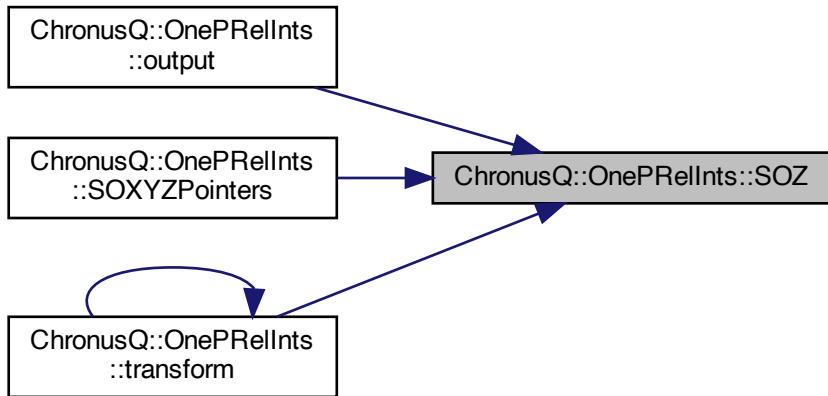 ChronusQ::OnePRelInts
::output
ChronusQ::OnePRelInts
::SOXYZPointers
ChronusQ::OnePRelInts::SOZ
ChronusQ::OnePRelInts
::transform